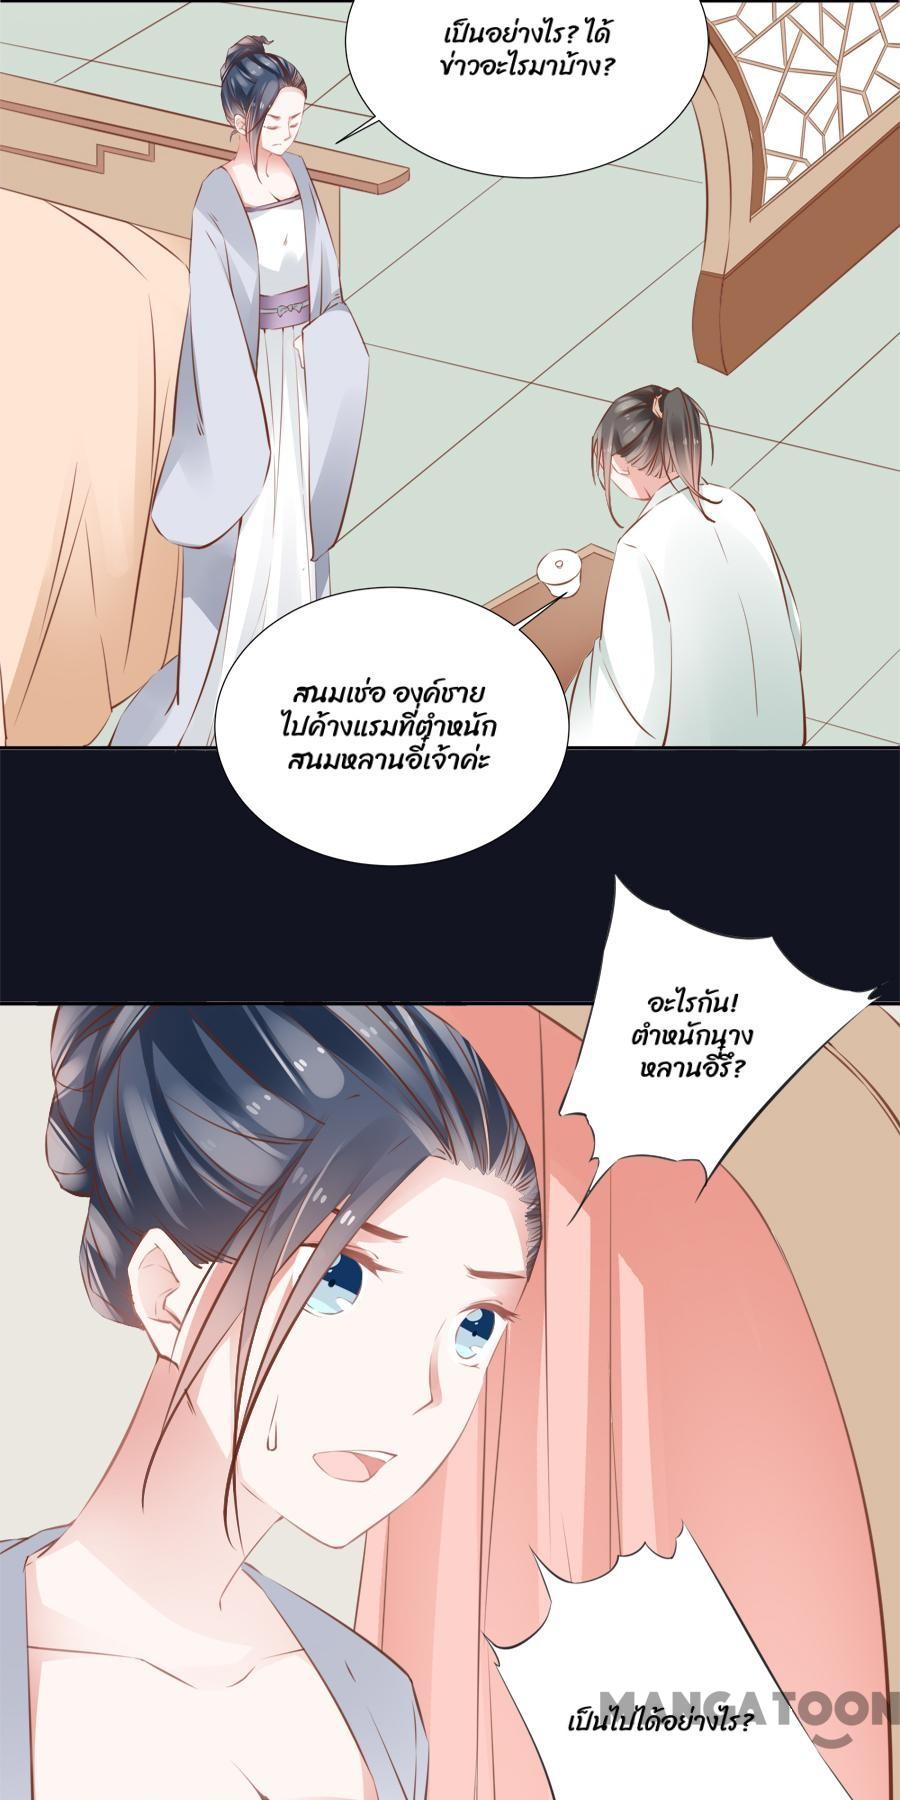 เป็นอย่างไร? ได้
ข่าวอะไรมาบ้าง?
สนมเช่อ องค์ชาย
ไปค้างแรมที่ตำหนัก
สนมหลานอี๋เจ้าค่ะ
อะไรกัน!
ตำหนักนาง
หลานอี๋รึ?
MANGATOON
เป็นไปได้อย่างไร?